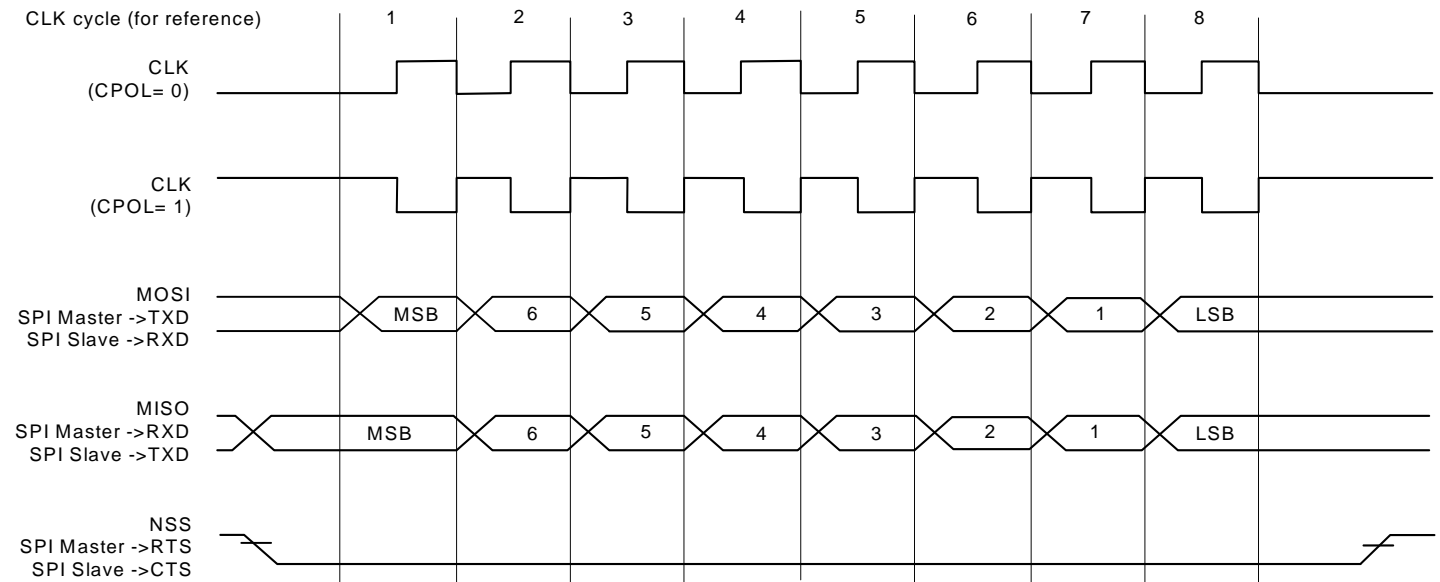 CLK cycle (for reference) 1 2 3 4 5 6 7 8
CLK
(CPOL= 0)
CLK
(CPOL= 1)
MOSI
SPI Master ->TXD
SPI Slave ->RXD
MSB 6 5 4 3 2 1 LSB
MISO
SPI Master ->RXD
SPI Slave ->TXD
MSB 6 5 4 3 2 1 LSB
NSS
SPI Master ->RTS
SPI Slave ->CTS